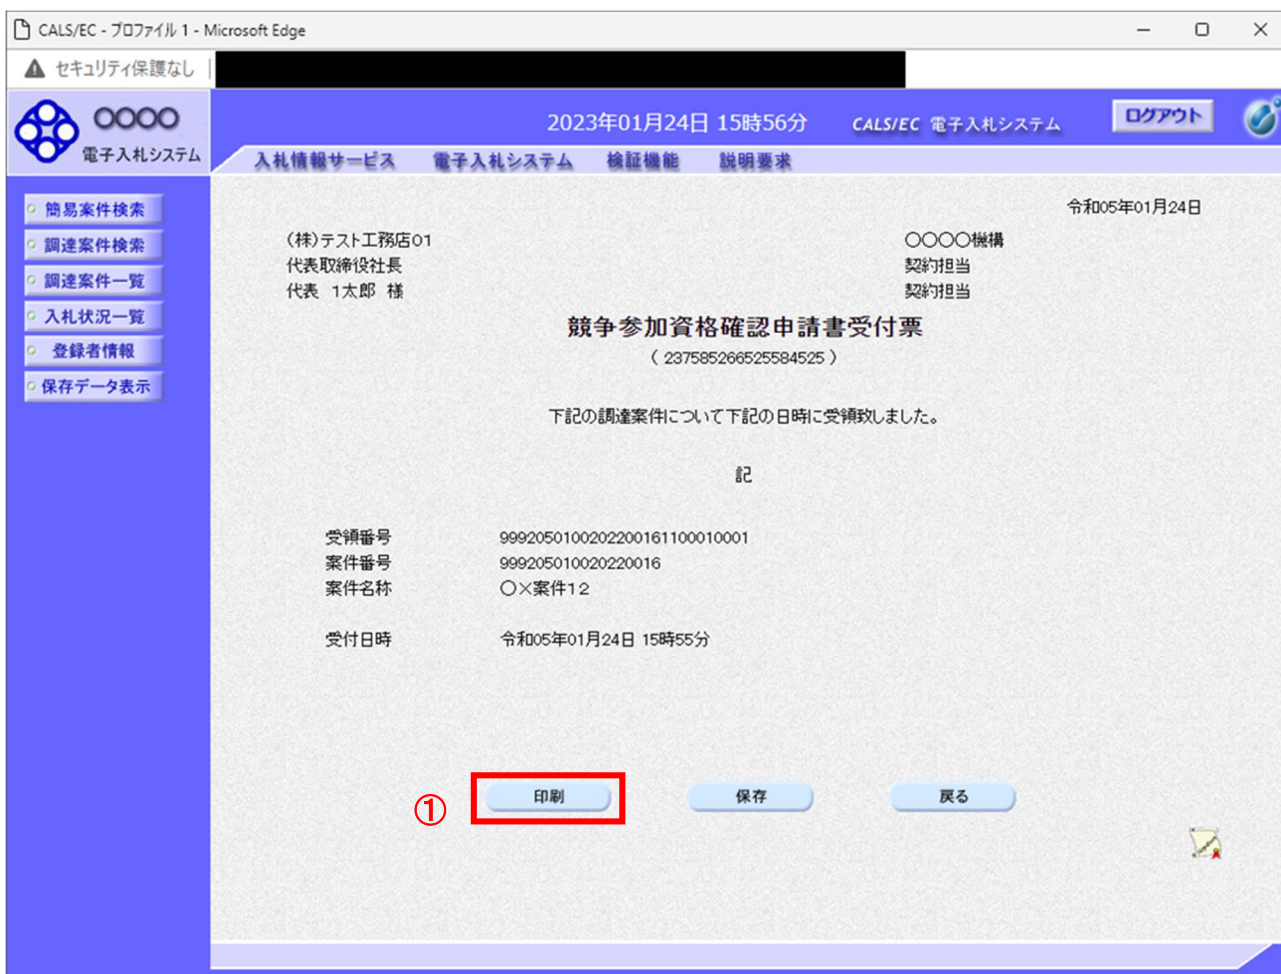 CALS/EC - プロファイル 1 - Microsoft Edge
セキュリティ保護なし
〇〇〇〇
電子入札システム
2023年01月24日 15時56分
CALS/EC 電子入札システム
ログアウト
入札情報サービス 電子入札システム 検証機能 説明要求
簡易案件検索
調達案件検索
調達案件一覧
入札状況一覧
登録者情報
保存データ表示
令和05年01月24日
(株)テスト工務店01
代表取締役社長
代表 1太郎 様
〇〇〇〇機構
契約担当
契約担当
競争参加資格確認申請書受付票
( 237585266525584525 )
下記の調達案件について下記の日時に受領致しました。
記
受領番号 99920501002022001611000​10001
案件番号 999205010020220016
案件名称 〇×案件12
受付日時 令和05年01月24日 15時55分
① 印刷 保存 戻る